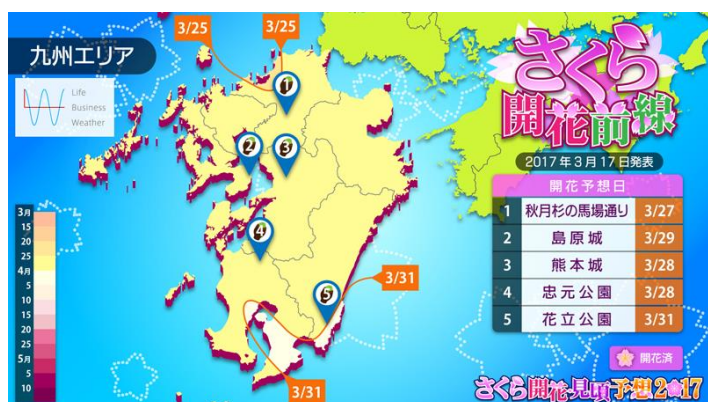 九州エリア
Life
Business
Weather
3/25
3/25
1
2
3
4
5
3/31
3/31
3月
15
20
25
4月
5
10
15
20
25
5月
5
10
さくら
開花前線
2017年3月17日発表
開花予想日
1 秋月杉の馬場通り 3/27
2 島原城 3/29
3 熊本城 3/28
4 忠元公園 3/28
5 花立公園 3/31
開花済
さくら開花見頃予想2017